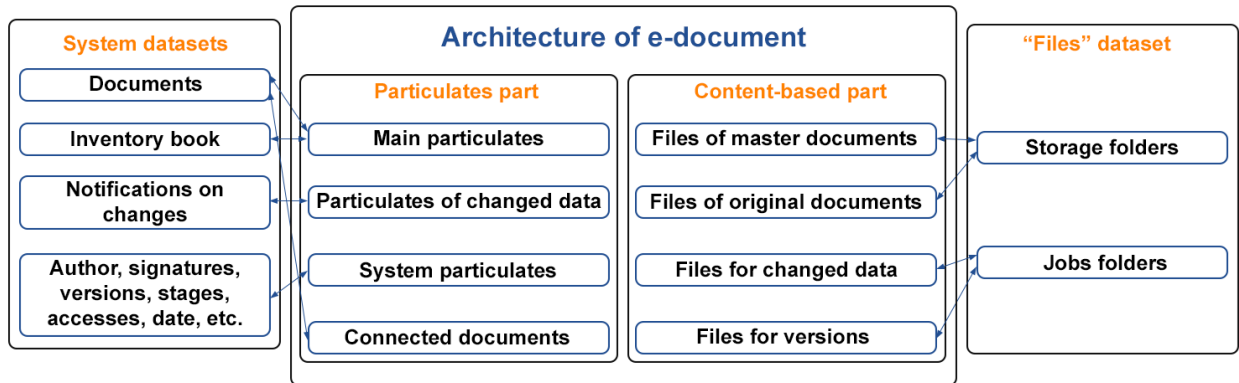 Architecture of e-document
System datasets
Documents
Inventory book
Notifications on
changes
Author, signatures,
versions, stages,
accesses, date, etc.
Particulates part
Main particulates
Particulates of changed data
System particulates
Connected documents
Content-based part
Files of master documents
Files of original documents
Files for changed data
Files for versions
“Files” dataset
Storage folders
Jobs folders